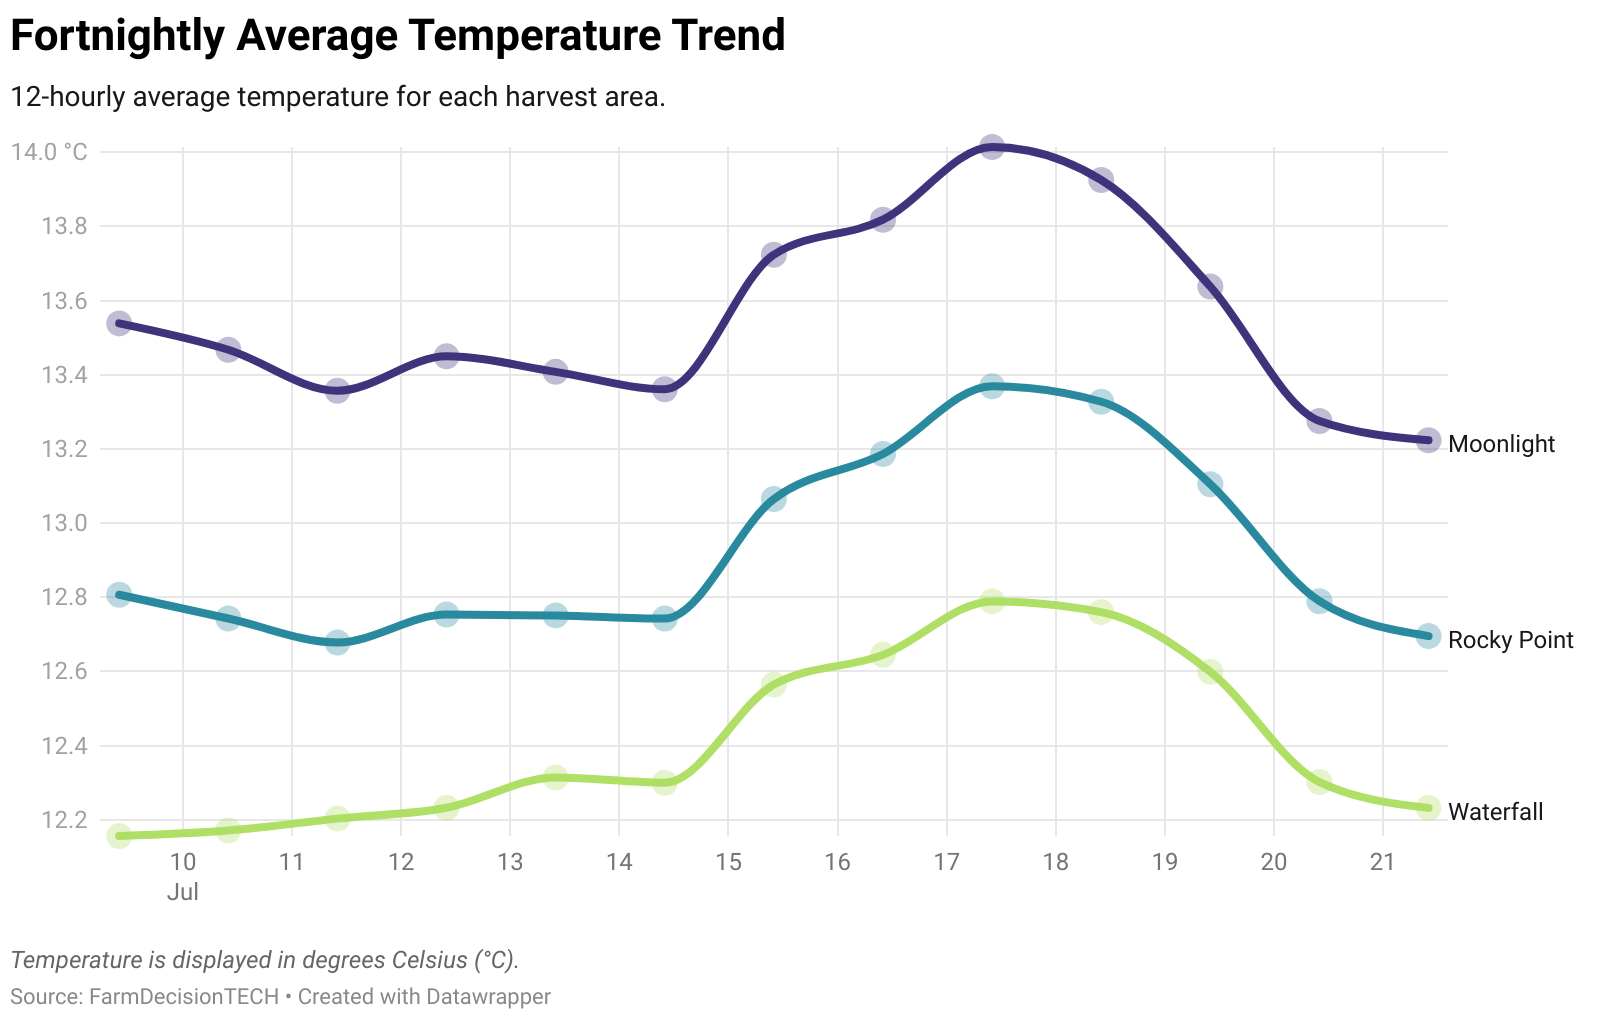 Fortnightly Average Temperature Trend
12-hourly average temperature for each harvest area.
14.0 °C
13.8
13.6
13.4
13.2
13.0
12.8
12.6
12.4
12.2
Moonlight
Rocky Point
Waterfall
10 11 12 13 14 15 16 17 18 19 20 21
Jul
Temperature is displayed in degrees Celsius (°C).
Source: FarmDecisionTECH • Created with Datawrapper